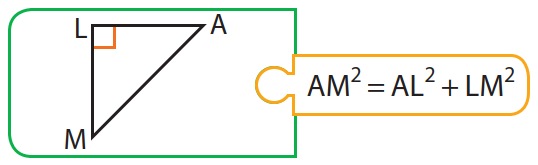 L
A
M
AM² = AL² + LM²